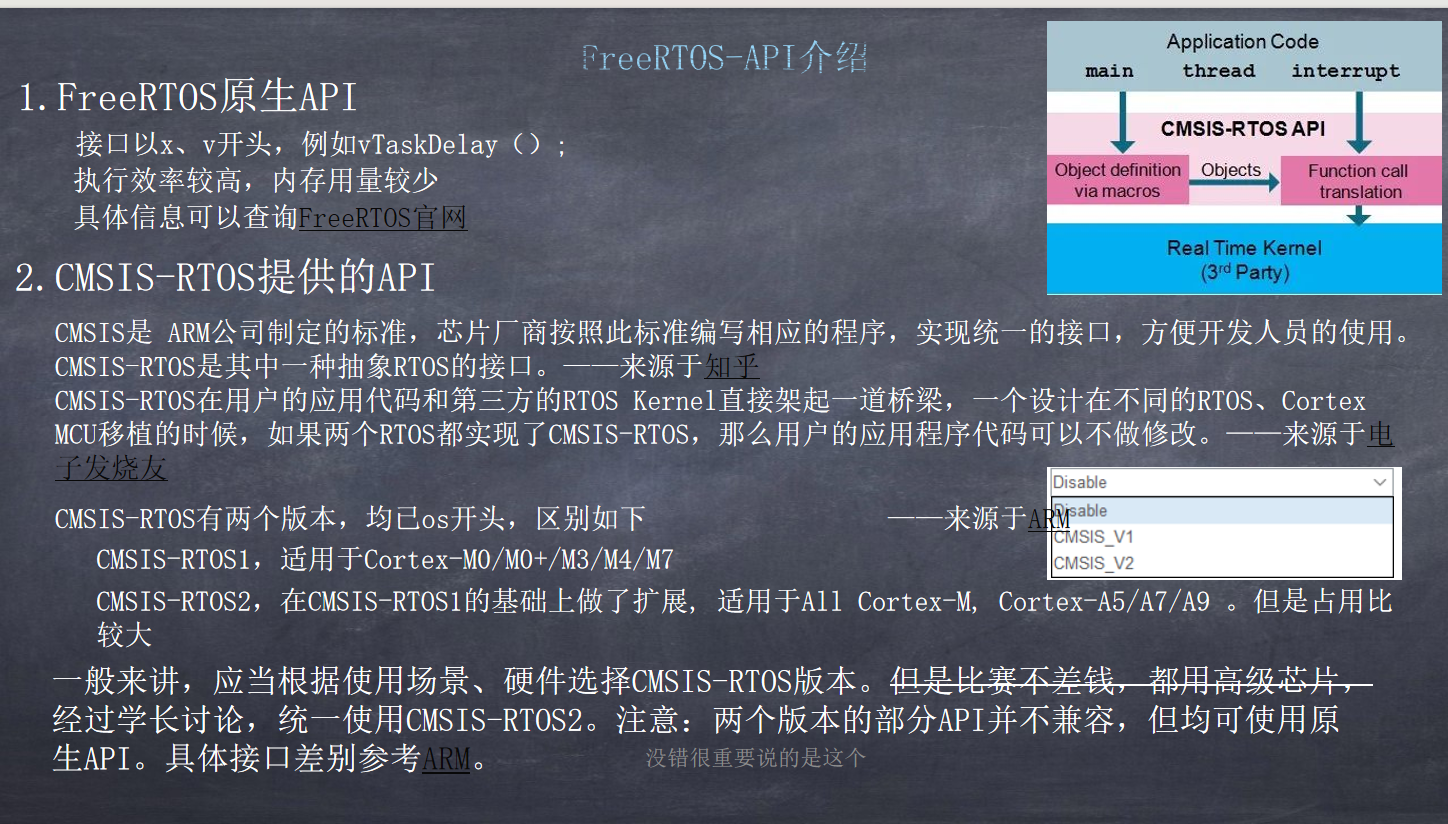 FreeRTOS-API介绍
1.FreeRTOS原生API
接口以x、v开头，例如vTaskDelay（）;
执行效率较高，内存用量较少
具体信息可以查询FreeRTOS官网
Application Code
main thread interrupt
CMSIS-RTOS API
Object definition via macros
Objects
Function call translation
Real Time Kernel
(3rd Party)
2.CMSIS-RTOS提供的API
CMSIS是 ARM公司制定的标准，芯片厂商按照此标准编写相应的程序，实现统一的接口，方便开发人员的使用。
CMSIS-RTOS是其中一种抽象RTOS的接口。——来源于知乎
CMSIS-RTOS在用户的应用代码和第三方的RTOS Kernel直接架起一道桥梁，一个设计在不同的RTOS、Cortex
MCU移植的时候，如果两个RTOS都实现了CMSIS-RTOS，那么用户的应用程序代码可以不做修改。——来源于电
子发烧友
CMSIS-RTOS有两个版本，均已os开头，区别如下 ——来源于ARM
Disable
Disable
CMSIS_V1
CMSIS_V2
CMSIS-RTOS1，适用于Cortex-M0/M0+/M3/M4/M7
CMSIS-RTOS2，在CMSIS-RTOS1的基础上做了扩展，适用于All Cortex-M, Cortex-A5/A7/A9 。但是占用比
较大
一般来讲，应当根据使用场景、硬件选择CMSIS-RTOS版本。但是比赛不差钱，都用高级芯片，
经过学长讨论，统一使用CMSIS-RTOS2。注意：两个版本的部分API并不兼容，但均可使用原
生API。具体接口差别参考ARM。
没错很重要说的是这个